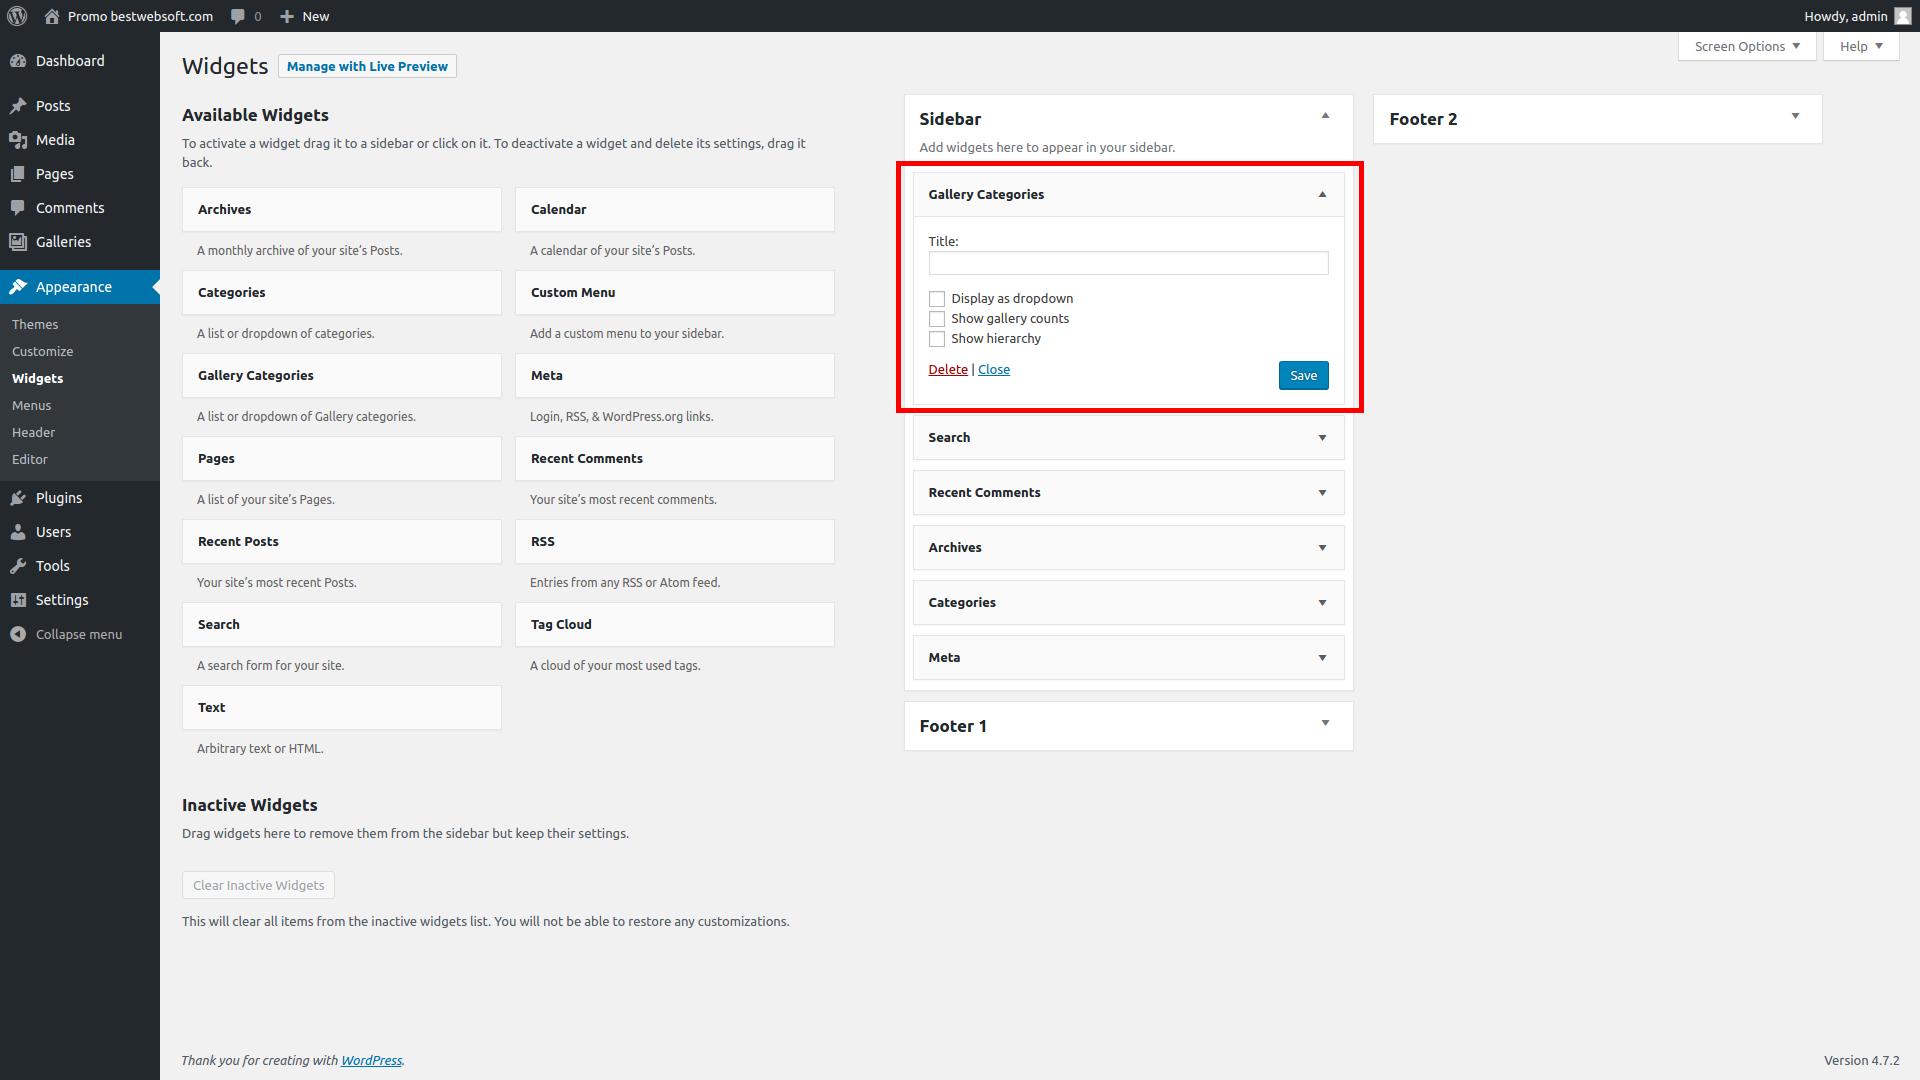 Promo bestwebsoft.com
0
New
Howdy, admin
Dashboard
Posts
Media
Pages
Comments
Galleries
Appearance
Themes
Customize
Widgets
Menus
Header
Editor
Plugins
Users
Tools
Settings
Collapse menu
Screen Options
Help
Widgets
Manage with Live Preview
Available Widgets
To activate a widget drag it to a sidebar or click on it. To deactivate a widget and delete its settings, drag it
back.
Archives
A monthly archive of your site’s Posts.
Calendar
A calendar of your site’s Posts.
Categories
A list or dropdown of categories.
Custom Menu
Add a custom menu to your sidebar.
Gallery Categories
A list or dropdown of Gallery categories.
Meta
Login, RSS, & WordPress.org links.
Pages
A list of your site’s Pages.
Recent Comments
Your site’s most recent comments.
Recent Posts
Your site’s most recent Posts.
RSS
Entries from any RSS or Atom feed.
Search
A search form for your site.
Tag Cloud
A cloud of your most used tags.
Text
Arbitrary text or HTML.
Inactive Widgets
Drag widgets here to remove them from the sidebar but keep their settings.
Clear Inactive Widgets
This will clear all items from the inactive widgets list. You will not be able to restore any customizations.
Sidebar
Add widgets here to appear in your sidebar.
Gallery Categories
Title:
Display as dropdown
Show gallery counts
Show hierarchy
Delete | Close
Save
Search
Recent Comments
Archives
Categories
Meta
Footer 1
Footer 2
Thank you for creating with WordPress.
Version 4.7.2